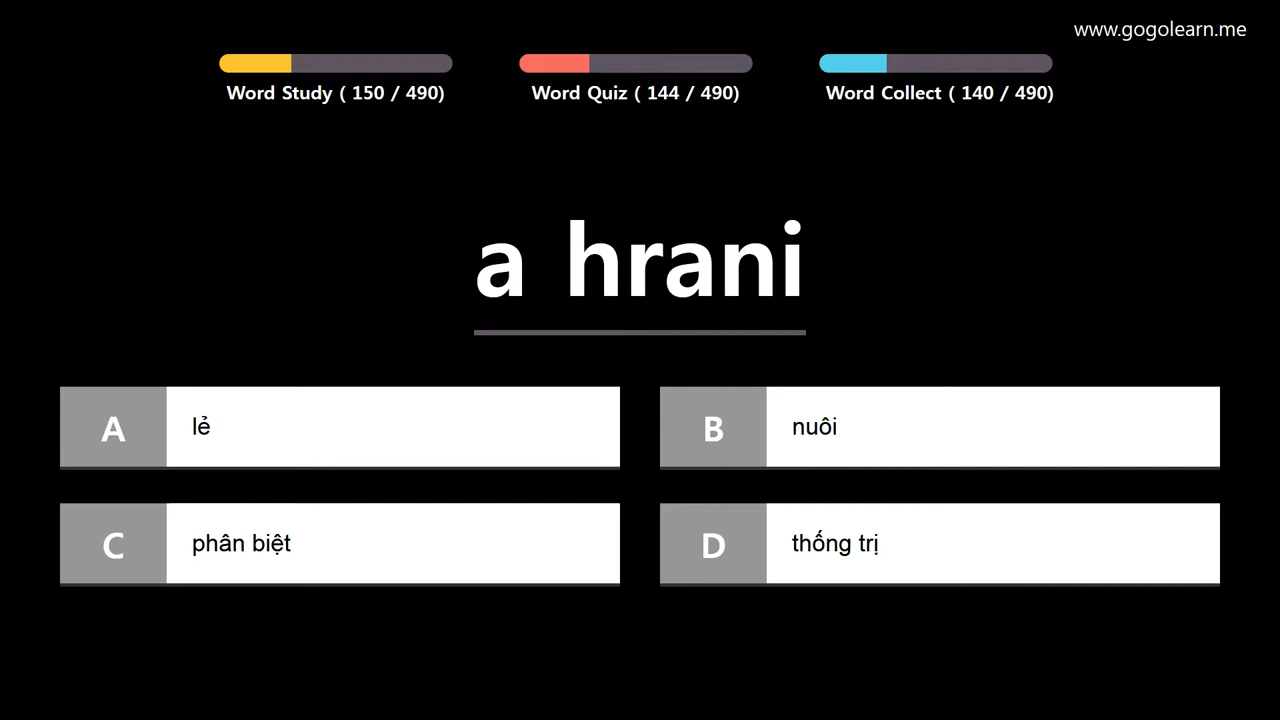 www.gogolearn.me
Word Study ( 150 / 490)
Word Quiz ( 144 / 490)
Word Collect ( 140 / 490)
a hrani
A
lẻ
B
nuôi
C
phân biệt
D
thống trị